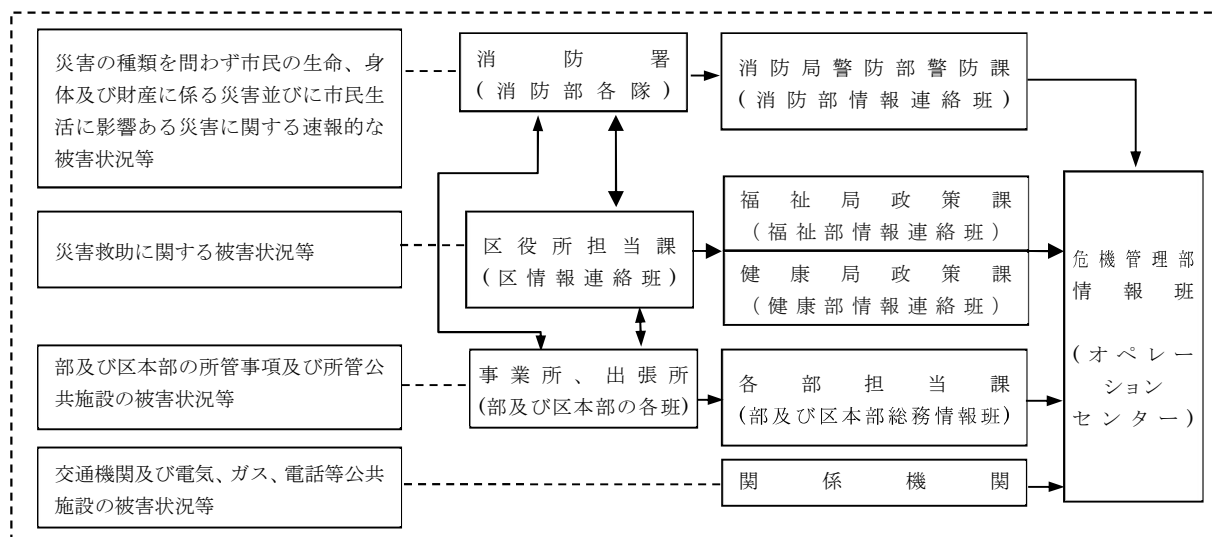 災害の種類を問わず市民の生命、身
体及び財産に係る災害並びに市民生
活に影響ある災害に関する速報的な
被害状況等
消防署
(消防部各隊)
消防局警防部警防課
(消防部情報連絡班)
災害救助に関する被害状況等
区役所担当課
(区情報連絡班)
福祉局政策課
(福祉部情報連絡班)
健康局政策課
(健康部情報連絡班)
部及び区本部の所管事項及び所管公
共施設の被害状況等
事業所、出張所
(部及び区本部の各班)
各部担当課
(部及び区本部総務情報班)
交通機関及び電気、ガス、電話等公共
施設の被害状況等
関係機関
危機管理部
情報班
(オペレー
ション
センター)